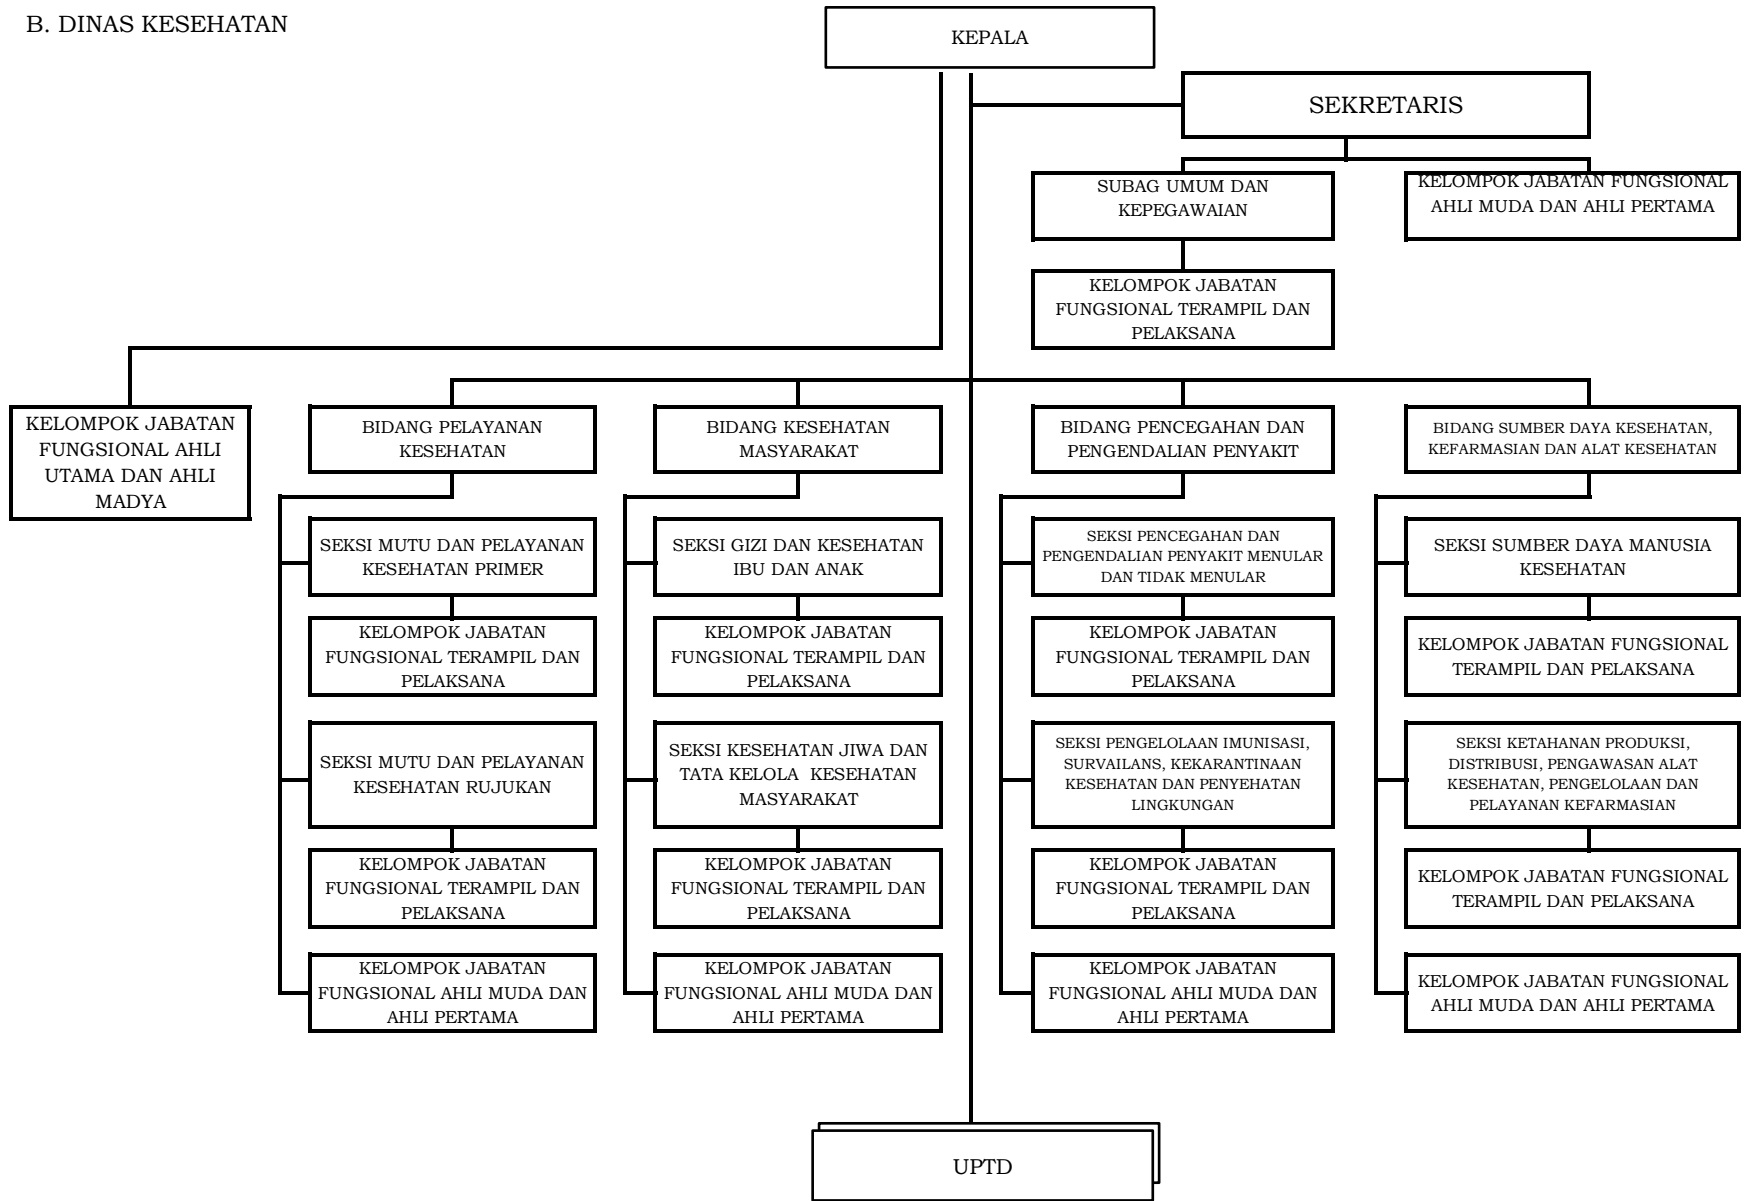 B. DINAS KESEHATAN
KEPALA
SEKRETARIS
SUBAG UMUM DAN
KEPEGAWAIAN
KELOMPOK JABATAN FUNGSIONAL
AHLI MUDA DAN AHLI PERTAMA
KELOMPOK JABATAN
FUNGSIONAL TERAMPIL DAN
PELAKSANA
KELOMPOK JABATAN
FUNGSIONAL AHLI
UTAMA DAN AHLI
MADYA
BIDANG PELAYANAN
KESEHATAN
BIDANG KESEHATAN
MASYARAKAT
BIDANG PENCEGAHAN DAN
PENGENDALIAN PENYAKIT
BIDANG SUMBER DAYA KESEHATAN,
KEFARMASIAN DAN ALAT KESEHATAN
SEKSI MUTU DAN PELAYANAN
KESEHATAN PRIMER
SEKSI GIZI DAN KESEHATAN
IBU DAN ANAK
SEKSI PENCEGAHAN DAN
PENGENDALIAN PENYAKIT MENULAR
DAN TIDAK MENULAR
SEKSI SUMBER DAYA MANUSIA
KESEHATAN
KELOMPOK JABATAN
FUNGSIONAL TERAMPIL DAN
PELAKSANA
KELOMPOK JABATAN
FUNGSIONAL TERAMPIL DAN
PELAKSANA
KELOMPOK JABATAN
FUNGSIONAL TERAMPIL DAN
PELAKSANA
KELOMPOK JABATAN FUNGSIONAL
TERAMPIL DAN PELAKSANA
SEKSI MUTU DAN PELAYANAN
KESEHATAN RUJUKAN
SEKSI KESEHATAN JIWA DAN
TATA KELOLA KESEHATAN
MASYARAKAT
SEKSI PENGELOLAAN IMUNISASI,
SURVAILANS, KEKARANTINAAN
KESEHATAN DAN PENYEHATAN
LINGKUNGAN
SEKSI KETAHANAN PRODUKSI,
DISTRIBUSI, PENGAWASAN ALAT
KESEHATAN, PENGELOLAAN DAN
PELAYANAN KEFARMASIAN
KELOMPOK JABATAN
FUNGSIONAL TERAMPIL DAN
PELAKSANA
KELOMPOK JABATAN
FUNGSIONAL TERAMPIL DAN
PELAKSANA
KELOMPOK JABATAN
FUNGSIONAL TERAMPIL DAN
PELAKSANA
KELOMPOK JABATAN FUNGSIONAL
TERAMPIL DAN PELAKSANA
KELOMPOK JABATAN
FUNGSIONAL AHLI MUDA DAN
AHLI PERTAMA
KELOMPOK JABATAN
FUNGSIONAL AHLI MUDA DAN
AHLI PERTAMA
KELOMPOK JABATAN
FUNGSIONAL AHLI MUDA DAN
AHLI PERTAMA
KELOMPOK JABATAN FUNGSIONAL
AHLI MUDA DAN AHLI PERTAMA
UPTD